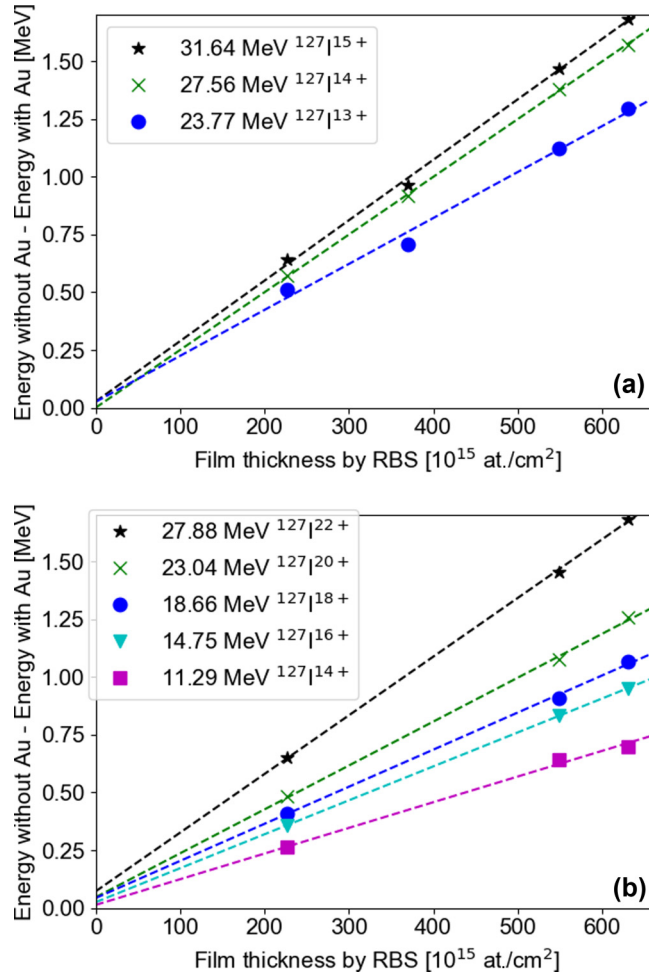 Energy without Au - Energy with Au [MeV]
1.50
1.25
1.00
0.75
0.50
0.25
0.00
31.64 MeV ¹²⁷I¹⁵⁺
27.56 MeV ¹²⁷I¹⁴⁺
23.77 MeV ¹²⁷I¹³⁺
(a)
0 100 200 300 400 500 600
Film thickness by RBS [10¹⁵ at./cm²]
Energy without Au - Energy with Au [MeV]
1.50
1.25
1.00
0.75
0.50
0.25
0.00
27.88 MeV ¹²⁷I²²⁺
23.04 MeV ¹²⁷I²⁰⁺
18.66 MeV ¹²⁷I¹⁸⁺
14.75 MeV ¹²⁷I¹⁶⁺
11.29 MeV ¹²⁷I¹⁴⁺
(b)
0 100 200 300 400 500 600
Film thickness by RBS [10¹⁵ at./cm²]